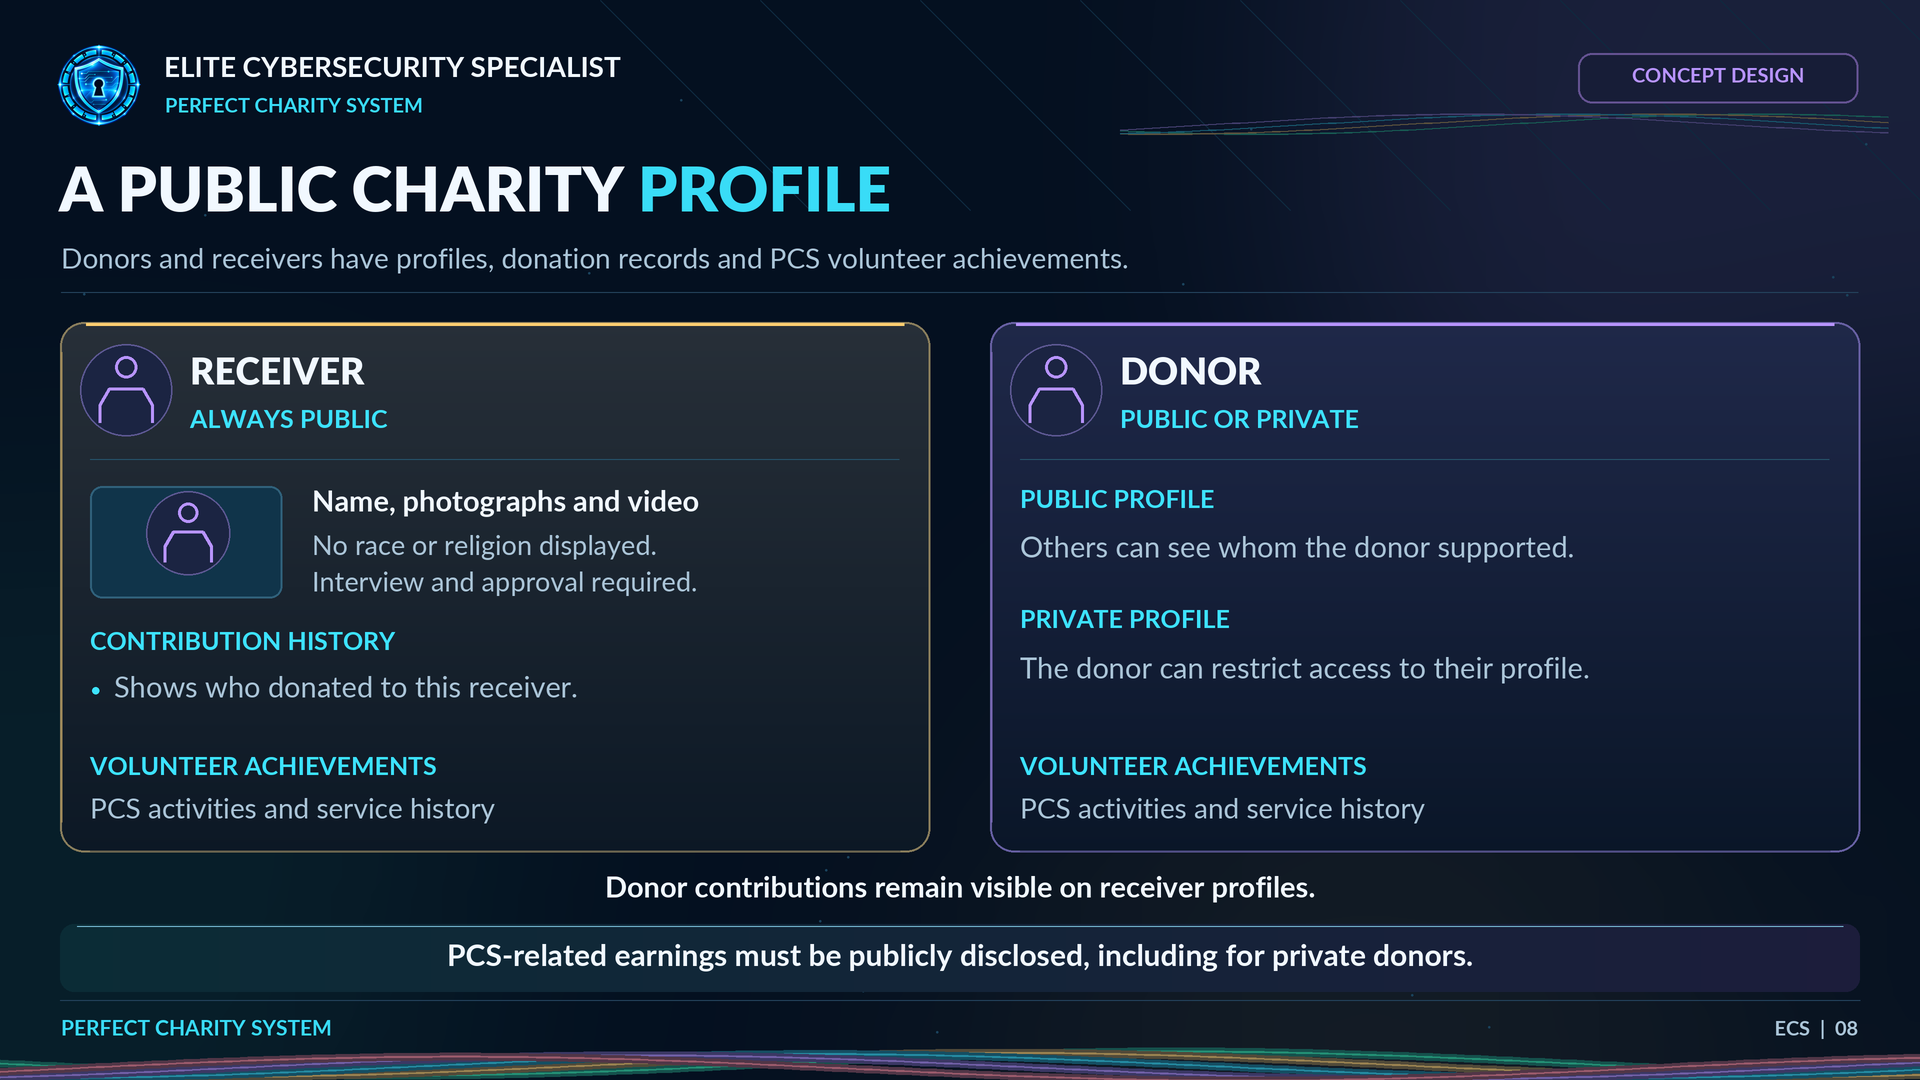 ELITE CYBERSECURITY SPECIALIST
PERFECT CHARITY SYSTEM
CONCEPT DESIGN
A PUBLIC CHARITY PROFILE
Donors and receivers have profiles, donation records and PCS volunteer achievements.
RECEIVER
ALWAYS PUBLIC
Name, photographs and video
No race or religion displayed.
Interview and approval required.
CONTRIBUTION HISTORY
• Shows who donated to this receiver.
VOLUNTEER ACHIEVEMENTS
PCS activities and service history
DONOR
PUBLIC OR PRIVATE
PUBLIC PROFILE
Others can see whom the donor supported.
PRIVATE PROFILE
The donor can restrict access to their profile.
VOLUNTEER ACHIEVEMENTS
PCS activities and service history
Donor contributions remain visible on receiver profiles.
PCS-related earnings must be publicly disclosed, including for private donors.
PERFECT CHARITY SYSTEM
ECS | 08